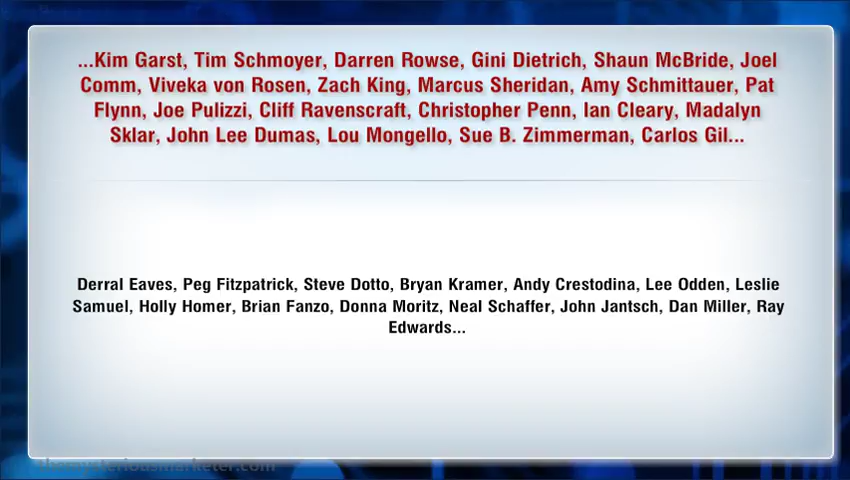 ...Kim Garst, Tim Schmoyer, Darren Rowse, Gini Dietrich, Shaun McBride, Joel
Comm, Viveka von Rosen, Zach King, Marcus Sheridan, Amy Schmittauer, Pat
Flynn, Joe Pulizzi, Cliff Ravenscraft, Christopher Penn, Ian Cleary, Madalyn
Sklar, John Lee Dumas, Lou Mongello, Sue B. Zimmerman, Carlos Gil...
Derral Eaves, Peg Fitzpatrick, Steve Dotto, Bryan Kramer, Andy Crestodina, Lee Odden, Leslie
Samuel, Holly Homer, Brian Fanzo, Donna Moritz, Neal Schaffer, John Jantsch, Dan Miller, Ray
Edwards...
themysteriousmarketer.com